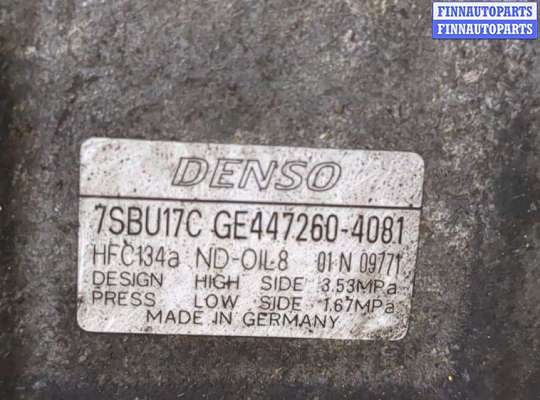 FINNAUTOPARTS
FINNAUTOPARTS
DENSO
7SBU17C GE447260-4081
HFC134a ND-OIL8 01 N 09771
DESIGN HIGH SIDE 3.53MPa
PRESS LOW SIDE 1.67MPa
MADE IN GERMANY